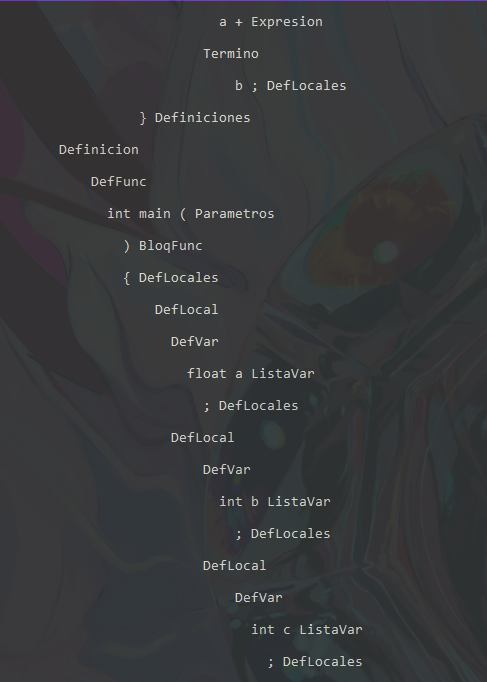 a + Expresion
Termino
b ; DefLocales
} Definiciones
Definicion
DefFunc
int main ( Parametros
) BloqFunc
{ DefLocales
DefLocal
DefVar
float a ListaVar
; DefLocales
DefLocal
DefVar
int b ListaVar
; DefLocales
DefLocal
DefVar
int c ListaVar
; DefLocales